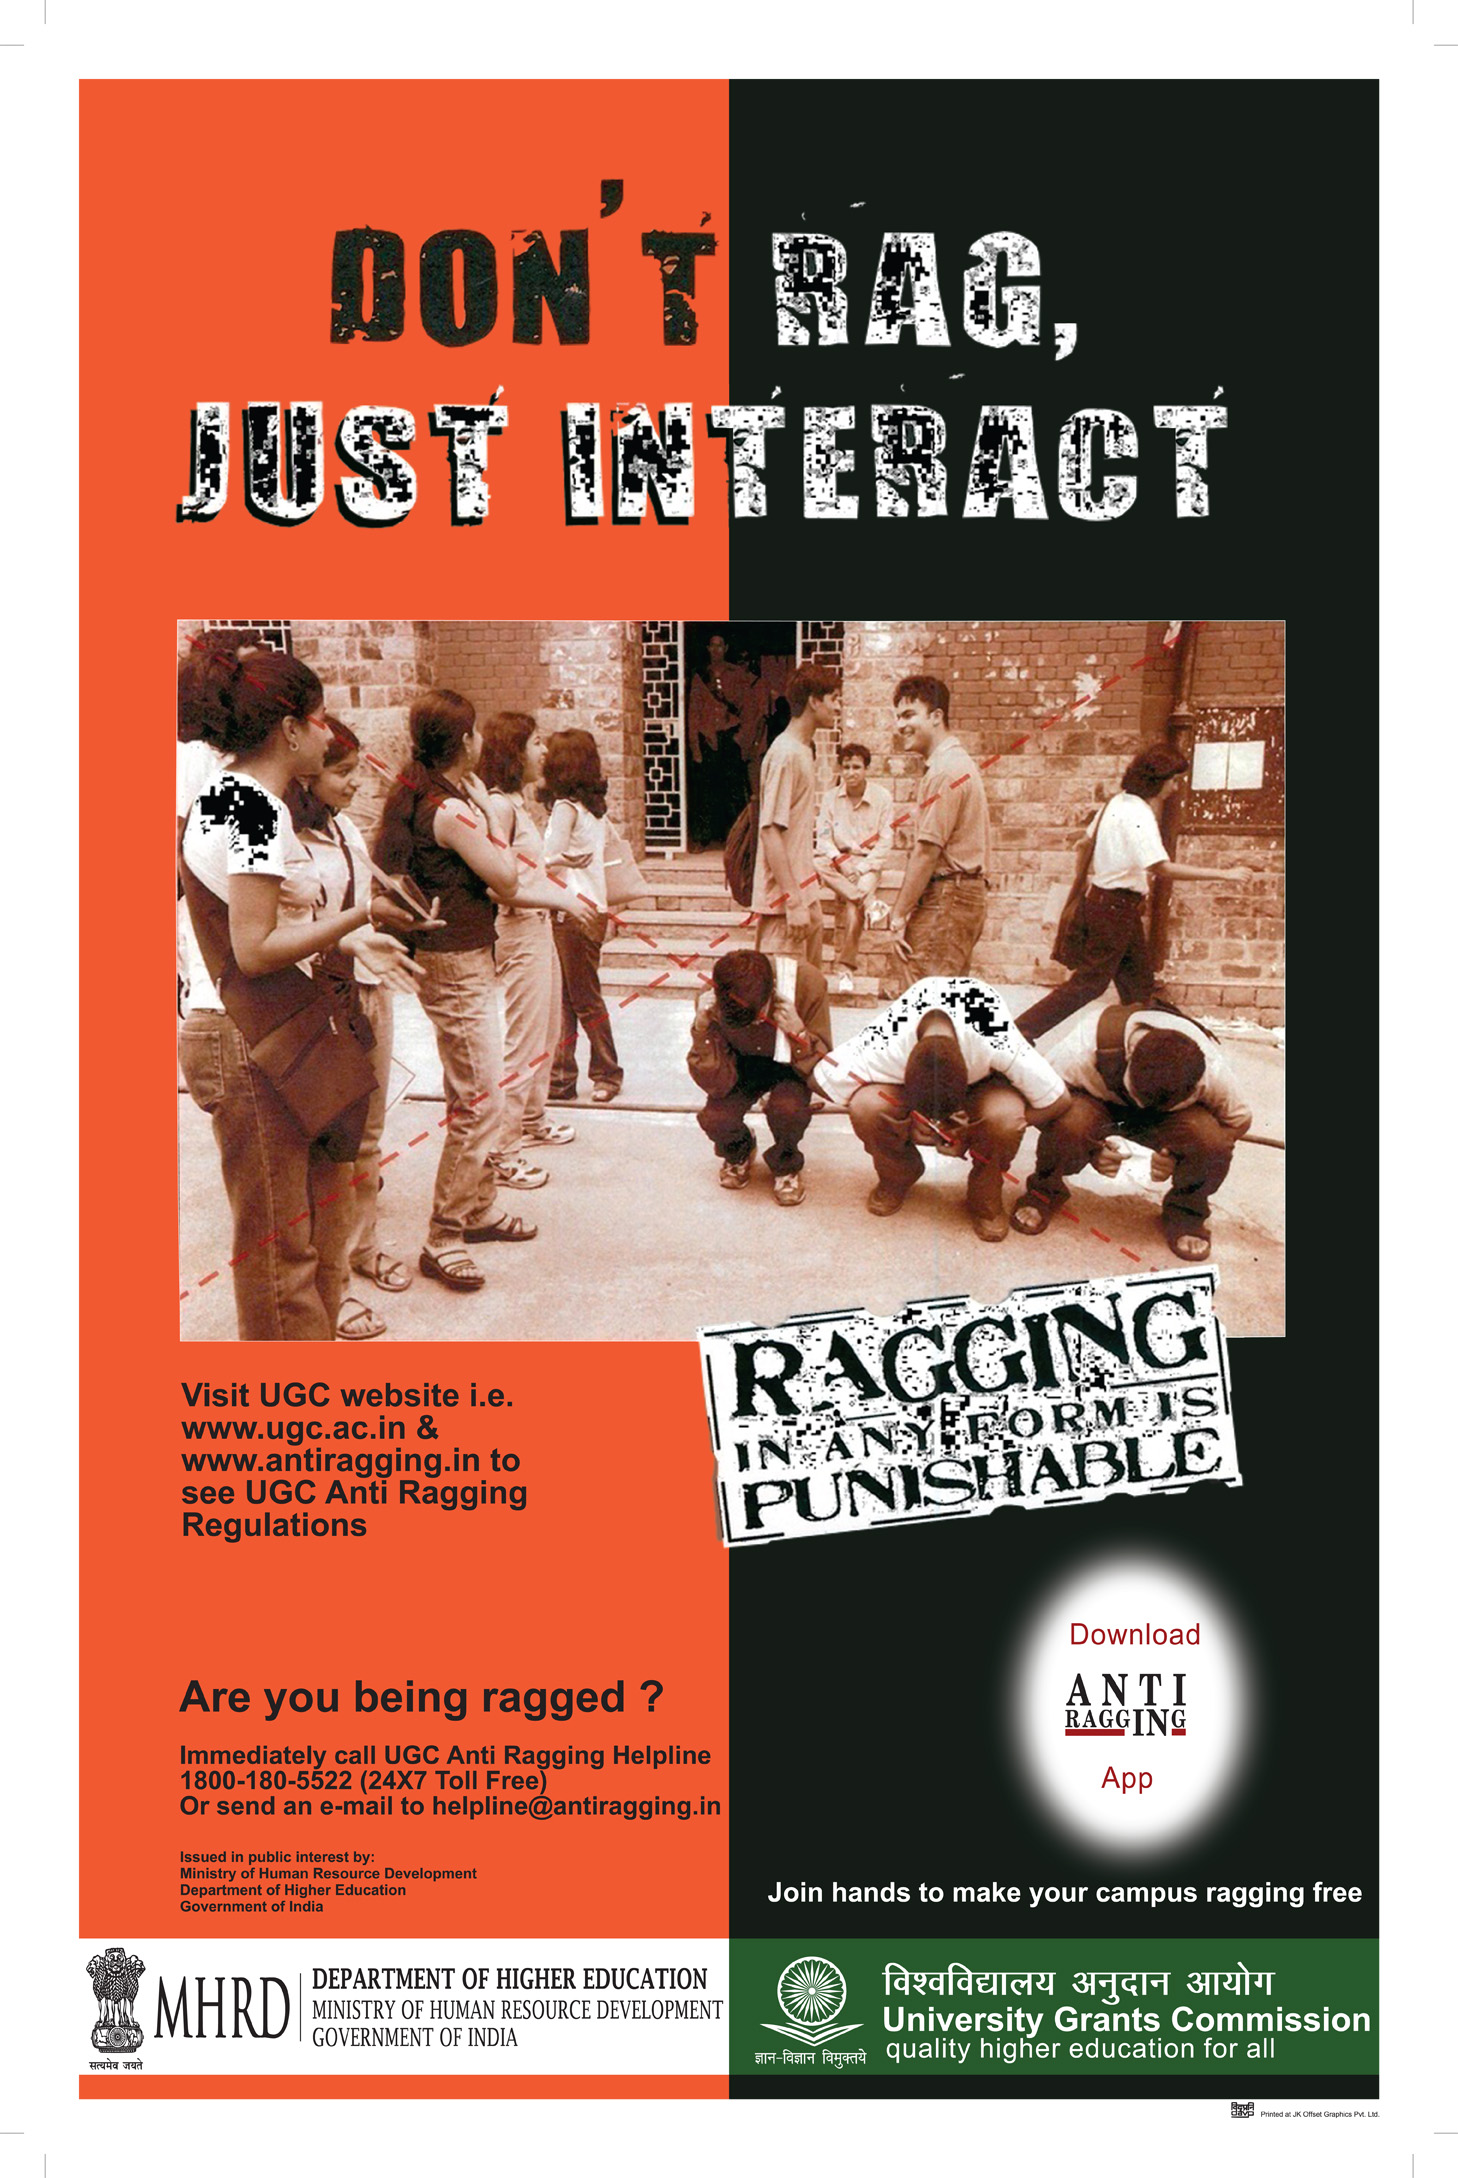 DON'T RAG,
JUST INTERACT
RAGGING
IN ANY FORM IS
PUNISHABLE
Visit UGC website i.e.
www.ugc.ac.in &
www.antiragging.in to
see UGC Anti Ragging
Regulations
Download
ANTI
RAGGING
App
Are you being ragged ?
Immediately call UGC Anti Ragging Helpline
1800-180-5522 (24X7 Toll Free)
Or send an e-mail to helpline@antiragging.in
Issued in public interest by:
Ministry of Human Resource Development
Department of Higher Education
Government of India
Join hands to make your campus ragging free
सत्यमेव जयते
MHRD
DEPARTMENT OF HIGHER EDUCATION
MINISTRY OF HUMAN RESOURCE DEVELOPMENT
GOVERNMENT OF INDIA
ज्ञान-विज्ञान विमुक्तये
विश्वविद्यालय अनुदान आयोग
University Grants Commission
quality higher education for all
davp
Printed at JK Offset Graphics Pvt. Ltd.